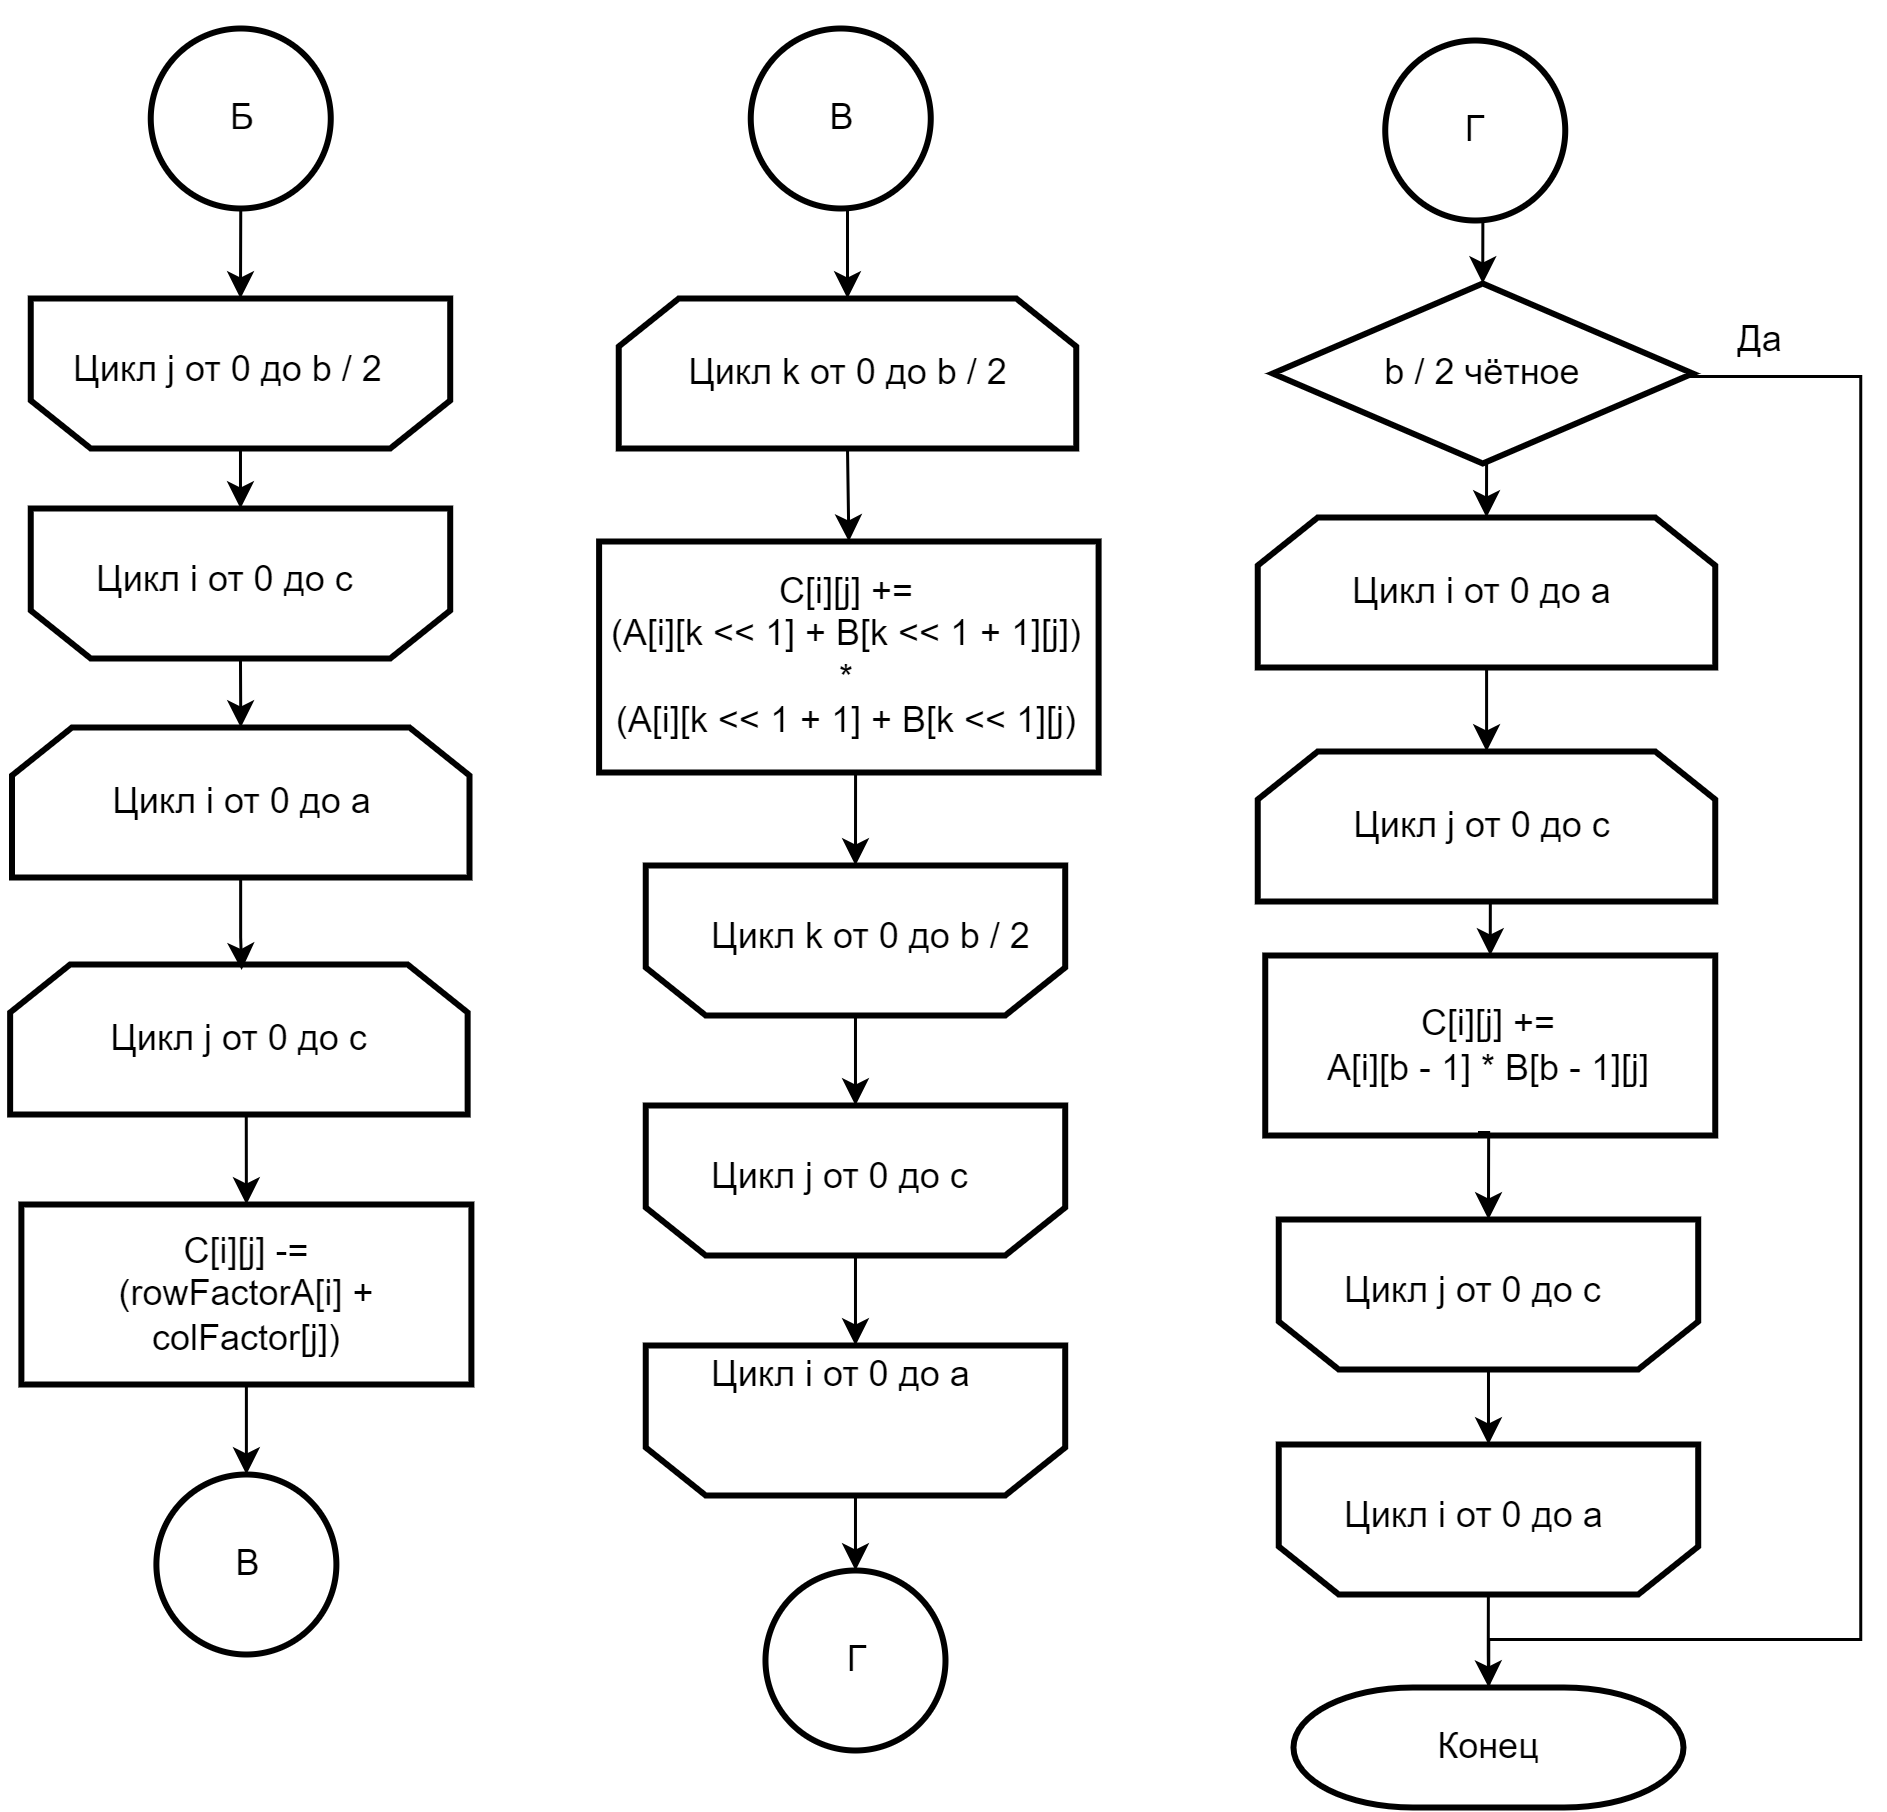 Б
Цикл j от 0 до b / 2
Цикл i от 0 до c
Цикл i от 0 до a
Цикл j от 0 до c
C[i][j] -=
(rowFactorA[i] +
colFactor[j])
В
В
Цикл k от 0 до b / 2
C[i][j] +=
(A[i][k << 1] + B[k << 1 + 1][j])
*
(A[i][k << 1 + 1] + B[k << 1][j)
Цикл k от 0 до b / 2
Цикл j от 0 до c
Цикл i от 0 до a
Г
Г
b / 2 чётное
Да
Цикл i от 0 до a
Цикл j от 0 до c
C[i][j] +=
A[i][b - 1] * B[b - 1][j]
Цикл j от 0 до c
Цикл i от 0 до a
Конец